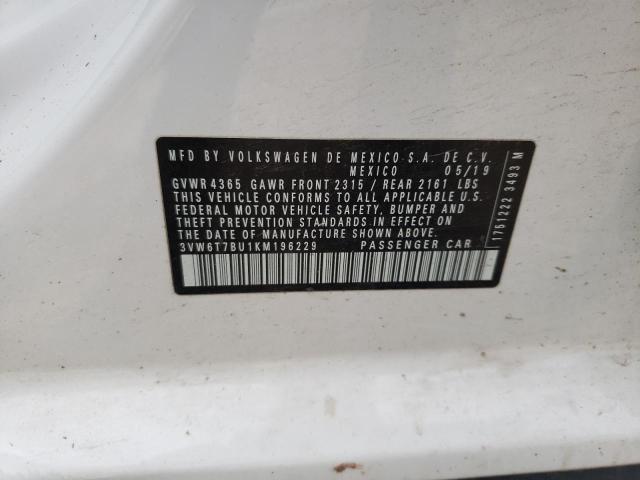 MFD BY VOLKSWAGEN DE MEXICO S.A. DE C.V.
MEXICO 05/19
GVWR 4365 GAWR FRONT 2315 / REAR 2161 LBS
THIS VEHICLE CONFORMS TO ALL APPLICABLE U.S.
FEDERAL MOTOR VEHICLE SAFETY, BUMPER AND
THEFT PREVENTION STANDARDS IN EFFECT ON
THE DATE OF MANUFACTURE SHOWN ABOVE.
3VW6T7BU1KM196229 PASSENGER CAR
1751222 3493 M